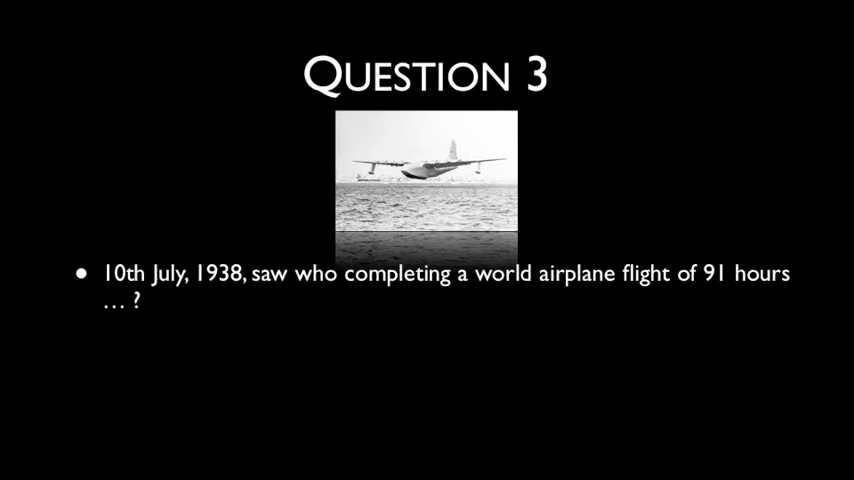 QUESTION 3
● 10th July, 1938, saw who completing a world airplane flight of 91 hours
... ?